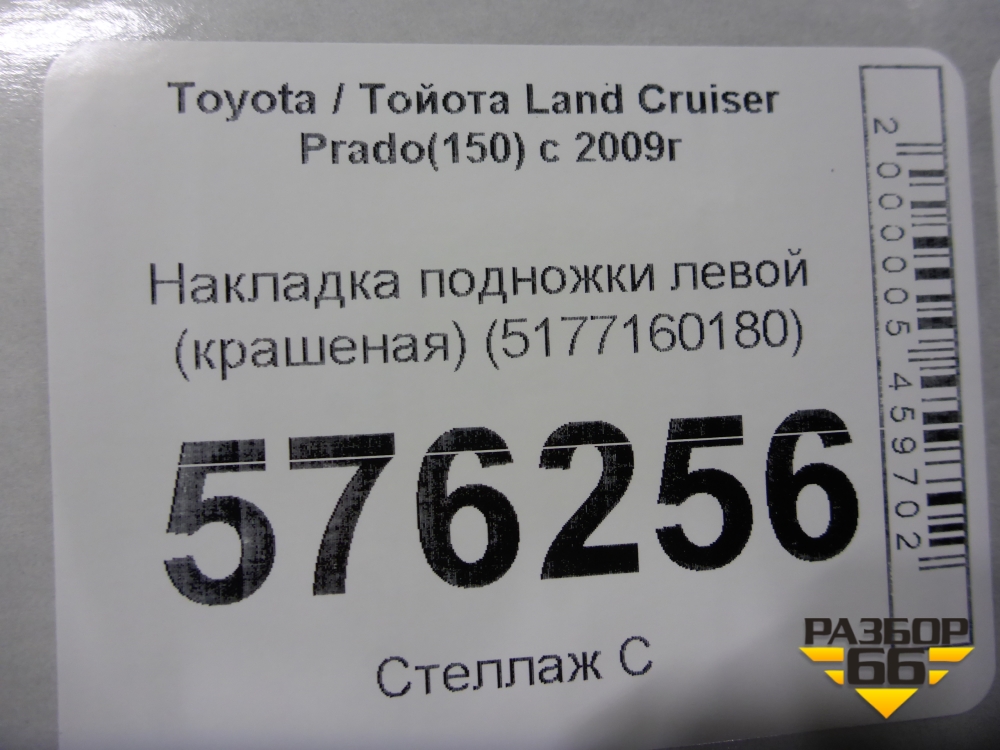 Toyota / Тойота Land Cruiser
Prado(150) с 2009г
Накладка подножки левой
(крашеная) (5177160180)
576256
Стеллаж С
2000005459702
РАЗБОР
66